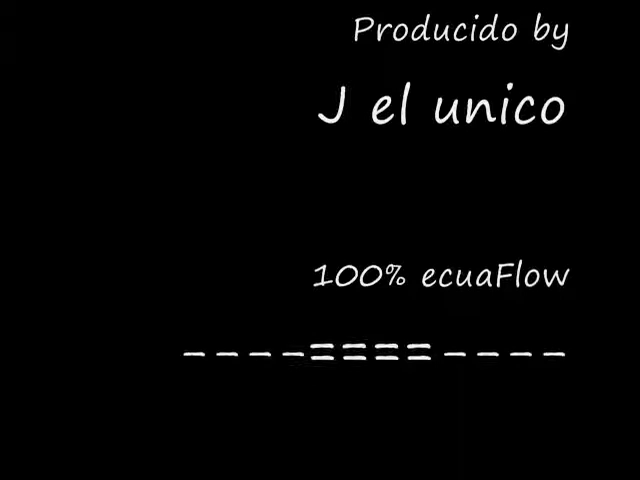 Producido by
J el unico
100% ecuaFlow
----≡≡≡≡----